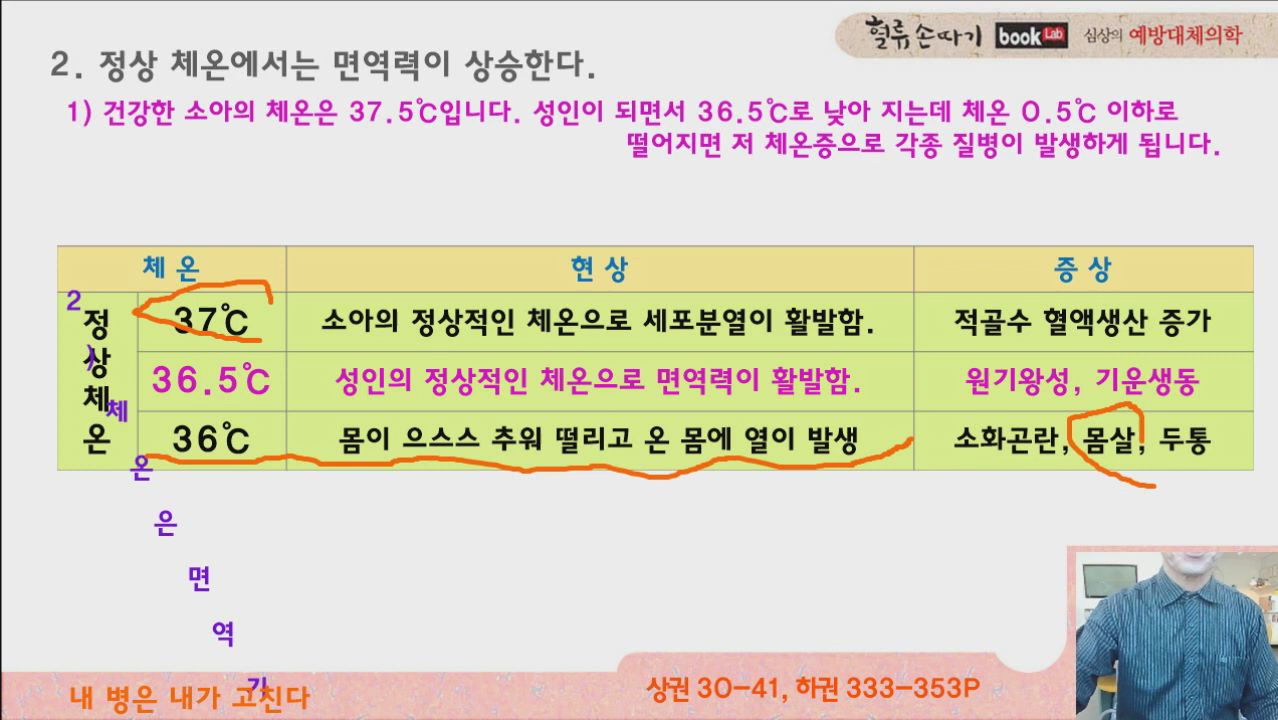 혈류 손따기 book Lab 심상의 예방대체의학
2. 정상 체온에서는 면역력이 상승한다.
1) 건강한 소아의 체온은 37.5℃입니다. 성인이 되면서 36.5℃로 낮아 지는데 체온 0.5℃ 이하로
떨어지면 저 체온증으로 각종 질병이 발생하게 됩니다.
체 온 현 상 증 상
정상체온
37℃ 소아의 정상적인 체온으로 세포분열이 활발함. 적골수 혈액생산 증가
36.5℃ 성인의 정상적인 체온으로 면역력이 활발함. 원기왕성, 기운생동
36℃ 몸이 으스스 추워 떨리고 온 몸에 열이 발생 소화곤란, 몸살, 두통
2
)
체
온
은
면
역
내 병은 내가 고친다
상권 30-41, 하권 333-353P